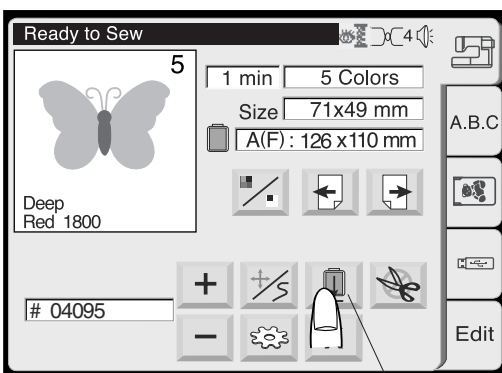 Ready to Sew
4
5
1 min
5 Colors
Size
71x49 mm
A(F) : 126 x110 mm
Deep
Red 1800
# 04095
A.B.C
Edit